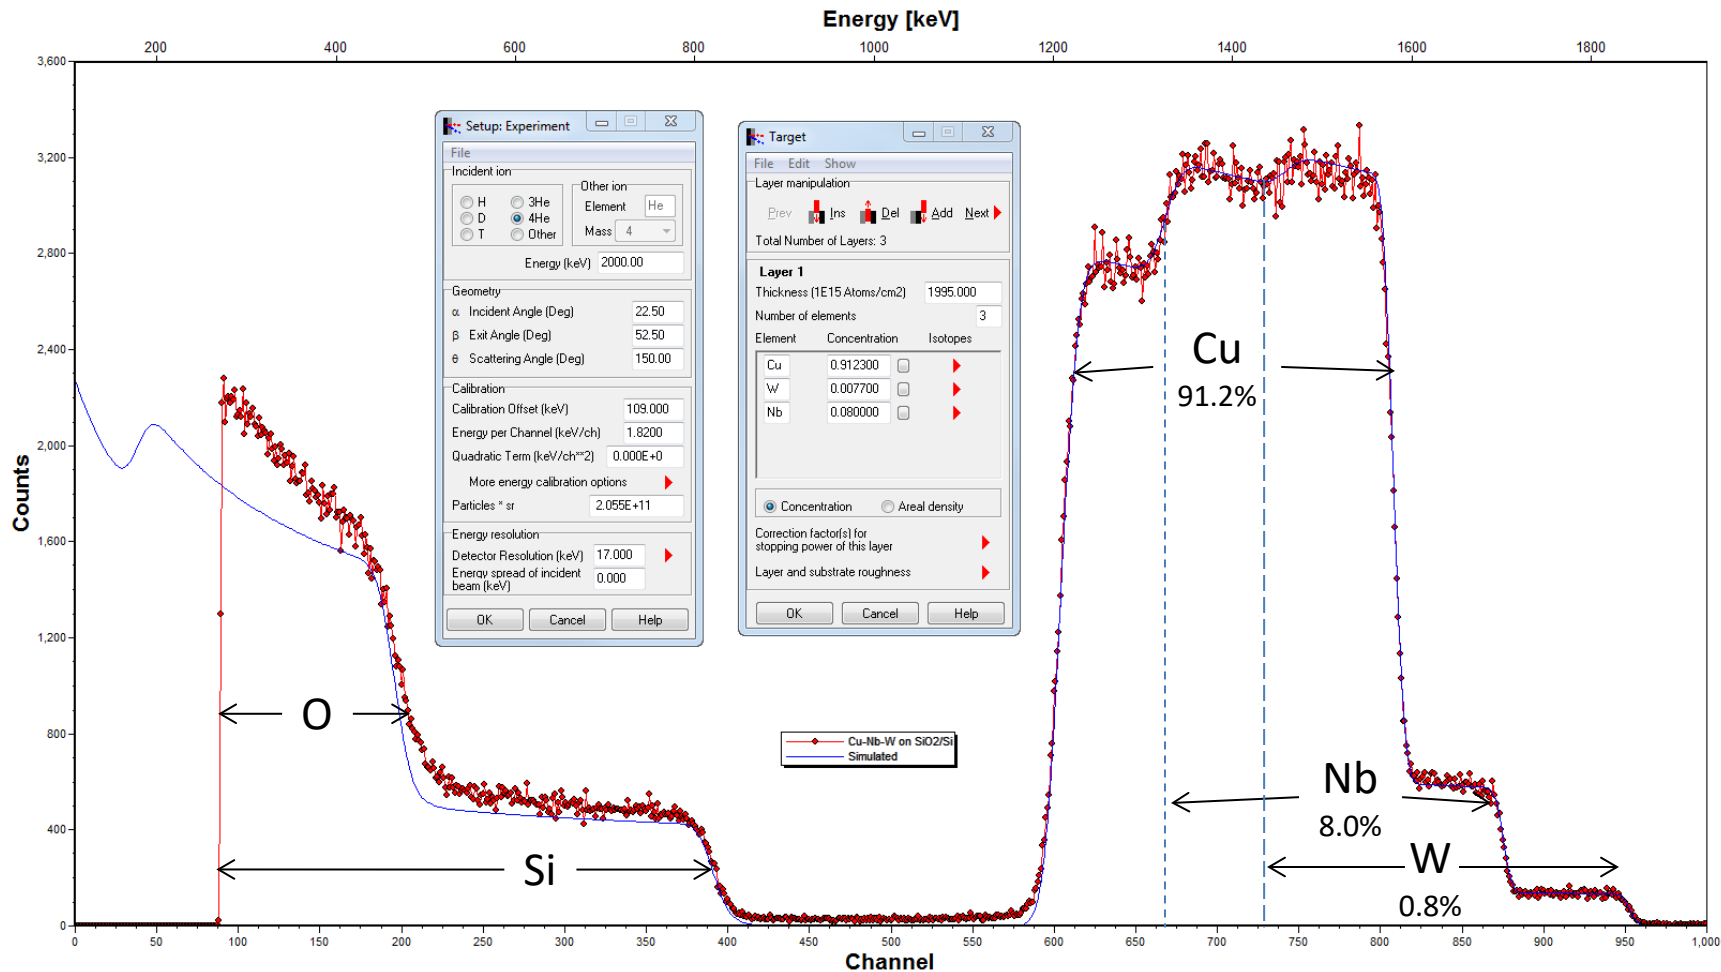 Energy [keV]
200 400 600 800 1000 1200 1400 1600 1800
3,600
3,200
2,800
2,400
2,000
1,600
1,200
800
400
0
Counts
Setup: Experiment
File
Incident ion
H 3He
D 4He
T Other
Other ion
Element He
Mass 4
Energy (keV) 2000.00
Geometry
α Incident Angle (Deg) 22.50
β Exit Angle (Deg) 52.50
θ Scattering Angle (Deg) 150.00
Calibration
Calibration Offset (keV) 109.000
Energy per Channel (keV/ch) 1.8200
Quadratic Term (keV/ch**2) 0.000E+0
More energy calibration options
Particles * sr 2.055E+11
Energy resolution
Detector Resolution (keV) 17.000
Energy spread of incident
beam (keV) 0.000
OK Cancel Help
Target
File Edit Show
Layer manipulation
Prev Ins Del Add Next
Total Number of Layers: 3
Layer 1
Thickness (1E15 Atoms/cm2) 1995.000
Number of elements 3
Element Concentration Isotopes
Cu 0.912300
W 0.007700
Nb 0.080000
Concentration Areal density
Correction factor(s) for
stopping power of this layer
Layer and substrate roughness
OK Cancel Help
Cu
91.2%
O
Si
Cu-Nb-W on SiO2/Si
Simulated
Nb
8.0%
W
0.8%
0 50 100 150 200 250 300 350 400 450 500 550 600 650 700 750 800 850 900 950 1,000
Channel